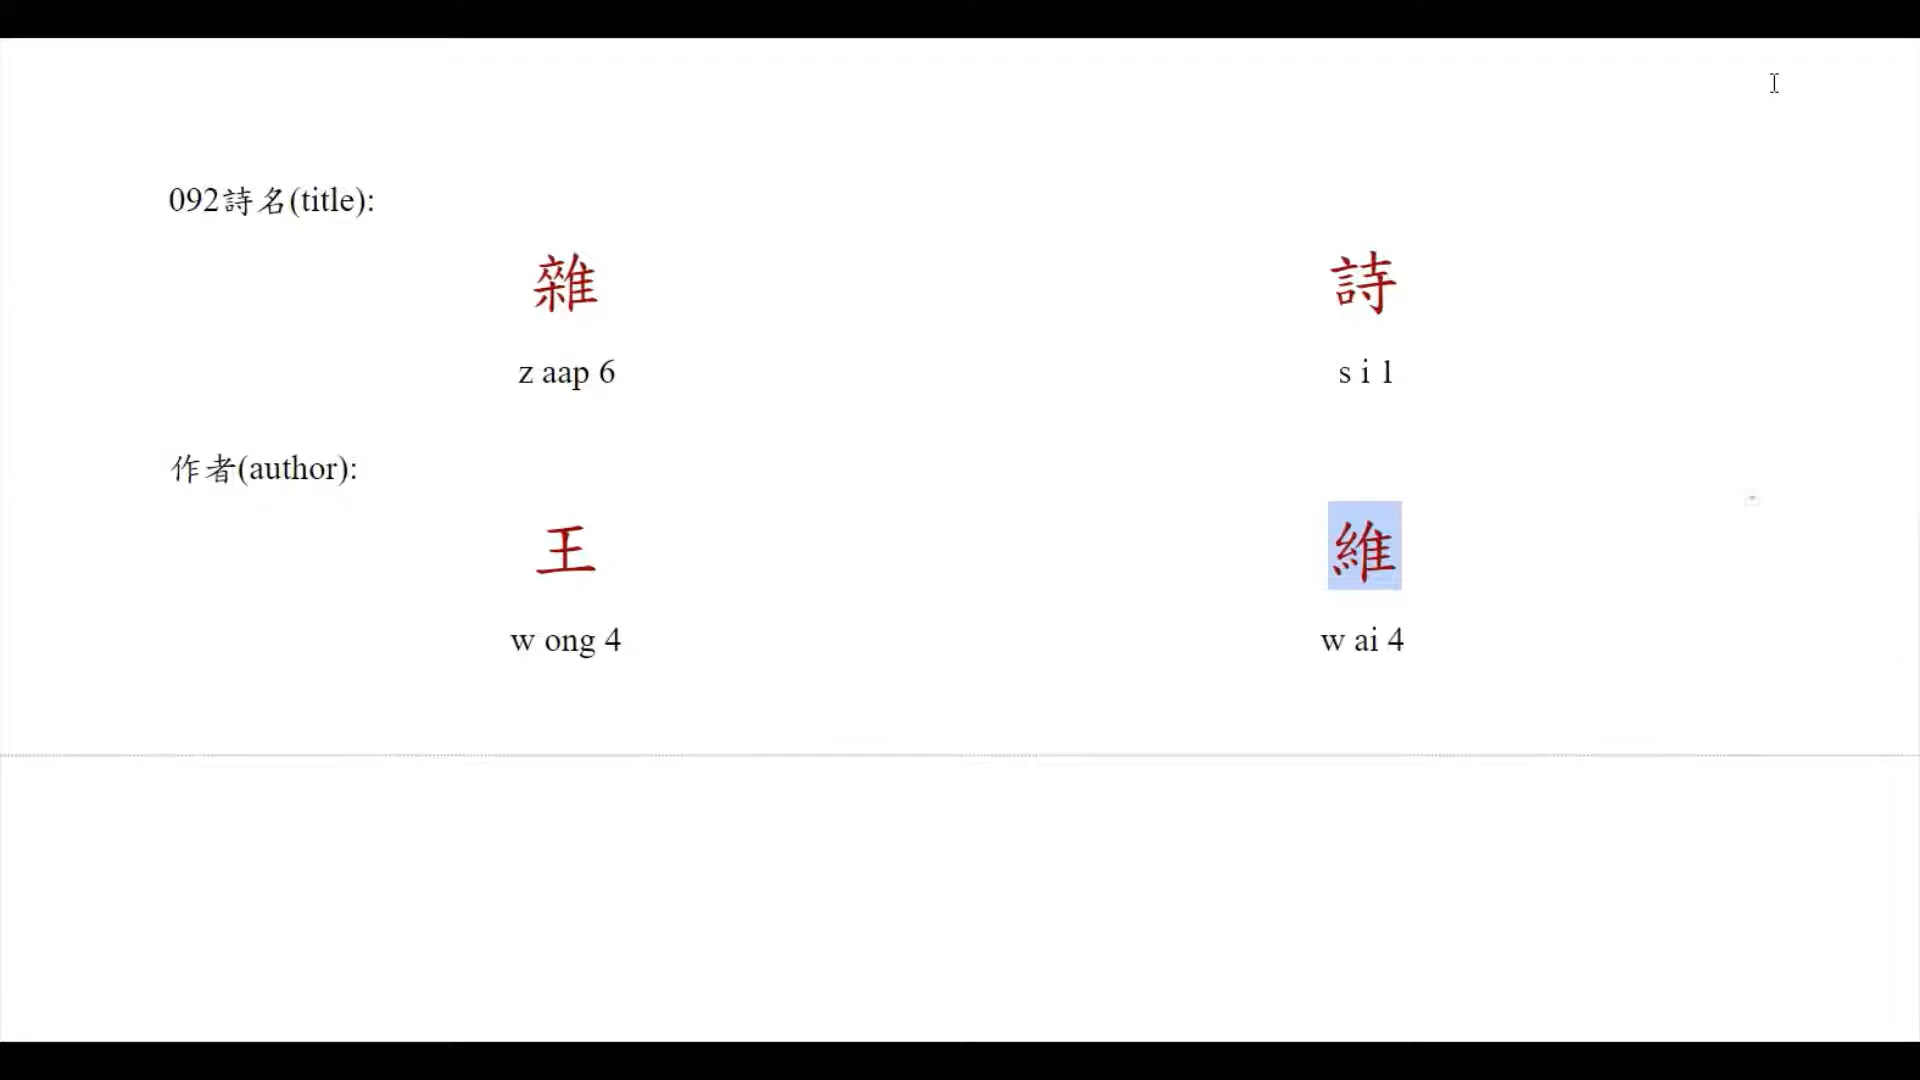 092詩名(title):
雜 詩
z aap 6 s i 1
作者(author):
王 維
w ong 4 w ai 4